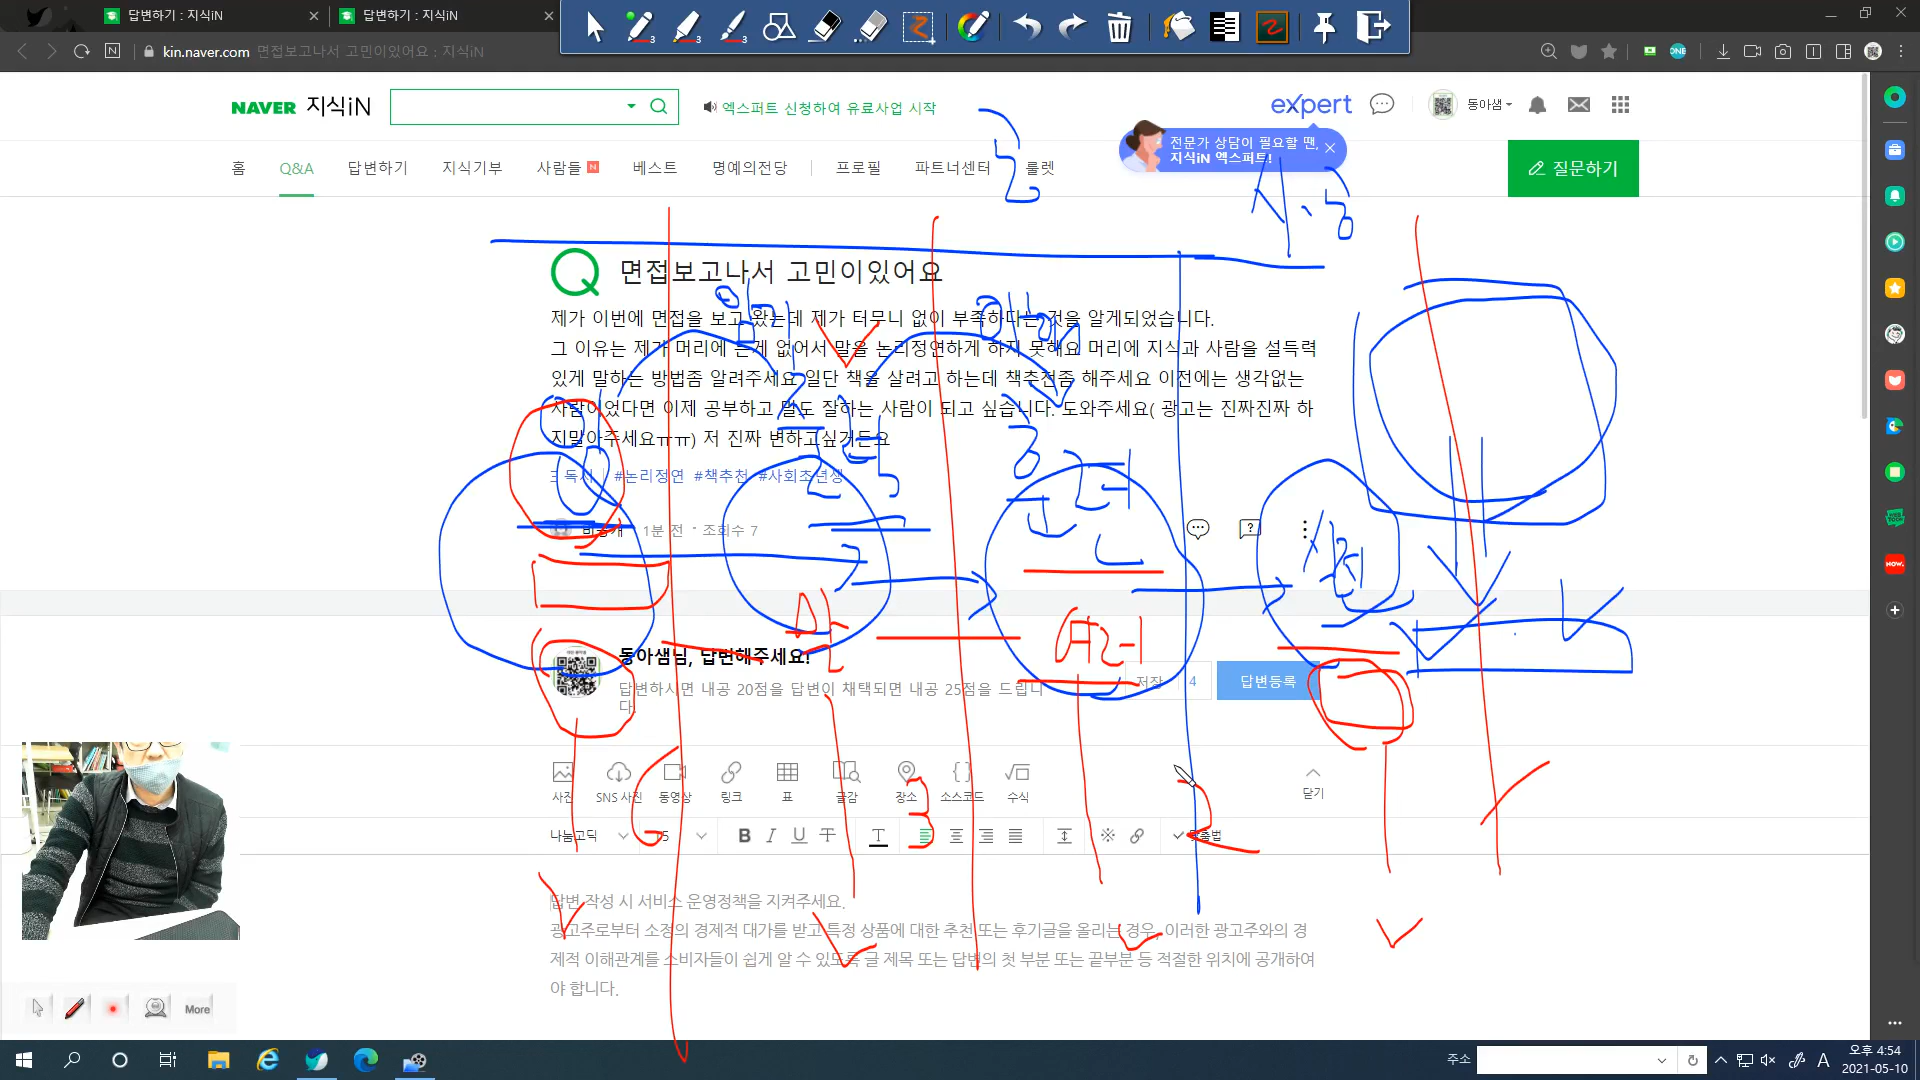 답변하기 : 지식iN
답변하기 : 지식iN
kin.naver.com 면접보고나서 고민이있어요 : 지식iN
NAVER 지식iN
엑스퍼트 신청하여 유료사업 시작
expert
동아샘
전문가 상담이 필요할 땐,
지식iN 엑스퍼트!
홈 Q&A 답변하기 지식기부 사람들 N 베스트 명예의전당 프로필 파트너센터 룰렛
질문하기
면접보고나서 고민이있어요
제가 이번에 면접을 보고 왔는데 제가 터무니 없이 부족하다는 것을 알게되었습니다.
그 이유는 제가 머리에 든게 없어서 말을 논리정연하게 하지 못해요 머리에 지식과 사람을 설득력
있게 말하는 방법좀 알려주세요 일단 책을 살려고 하는데 책추천좀 해주세요 이전에는 생각없는
사람이었다면 이제 공부하고 말도 잘하는 사람이 되고 싶습니다. 도와주세요( 광고는 진짜진짜 하
지말아주세요ㅠㅠ) 저 진짜 변하고싶거든요
독서 #논리정연 #책추천 #사회초년생
비공개 1분 전 조회수 7
동아샘님, 답변해주세요!
답변하시면 내공 20점을 답변이 채택되면 내공 25점을 드립니
다.
저장 4
답변등록
사진 SNS 사진 동영상 링크 표 글감 장소 소스코드 수식 닫기
나눔고딕 15 맞춤법
답변 작성 시 서비스 운영정책을 지켜주세요.
광고주로부터 소정의 경제적 대가를 받고 특정 상품에 대한 추천 또는 후기글을 올리는 경우, 이러한 광고주와의 경
제적 이해관계를 소비자들이 쉽게 알 수 있도록 글 제목 또는 답변의 첫 부분 또는 끝부분 등 적절한 위치에 공개하여
야 합니다.
More
주소
A
오후 4:54
2021-05-10